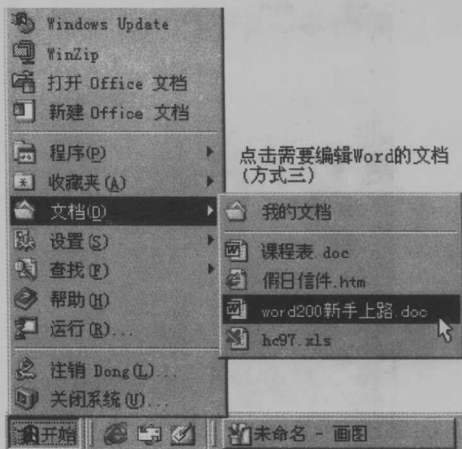 Windows Update
WinZip
打开 Office 文档
新建 Office 文档
程序(P)
收藏夹(A)
文档(D)
设置(S)
查找(F)
帮助(H)
运行(R)...
注销 Dong(L)...
关闭系统(U)...
点击需要编辑Word的文档
(方式三)
我的文档
课程表.doc
假日信件.htm
word200新手上路.doc
hc97.xls
开始
未命名 - 画图